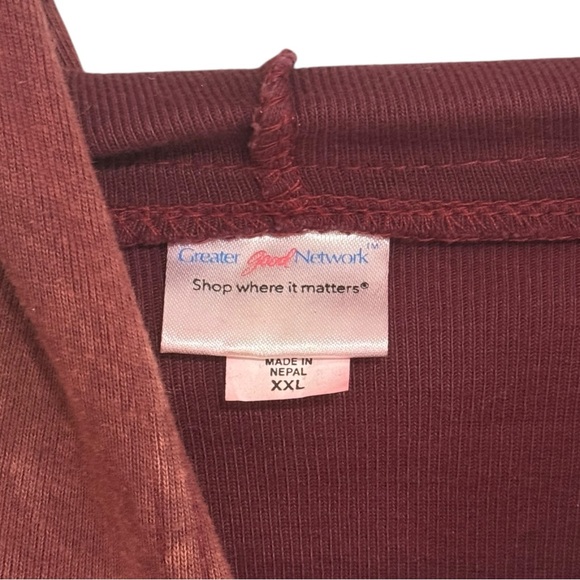 Greater good Network™
Shop where it matters®
MADE IN
NEPAL
XXL